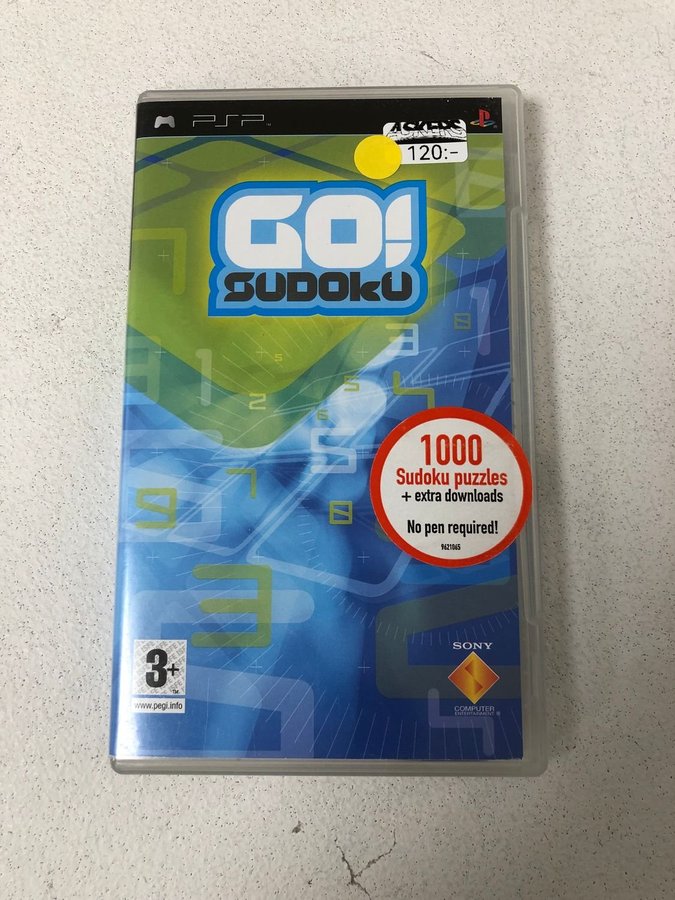 PSP
120:-
GO!
SUDOKU
1000
Sudoku puzzles
+ extra downloads
No pen required!
9621065
3+
www.pegi.info
SONY
COMPUTER
ENTERTAINMENT